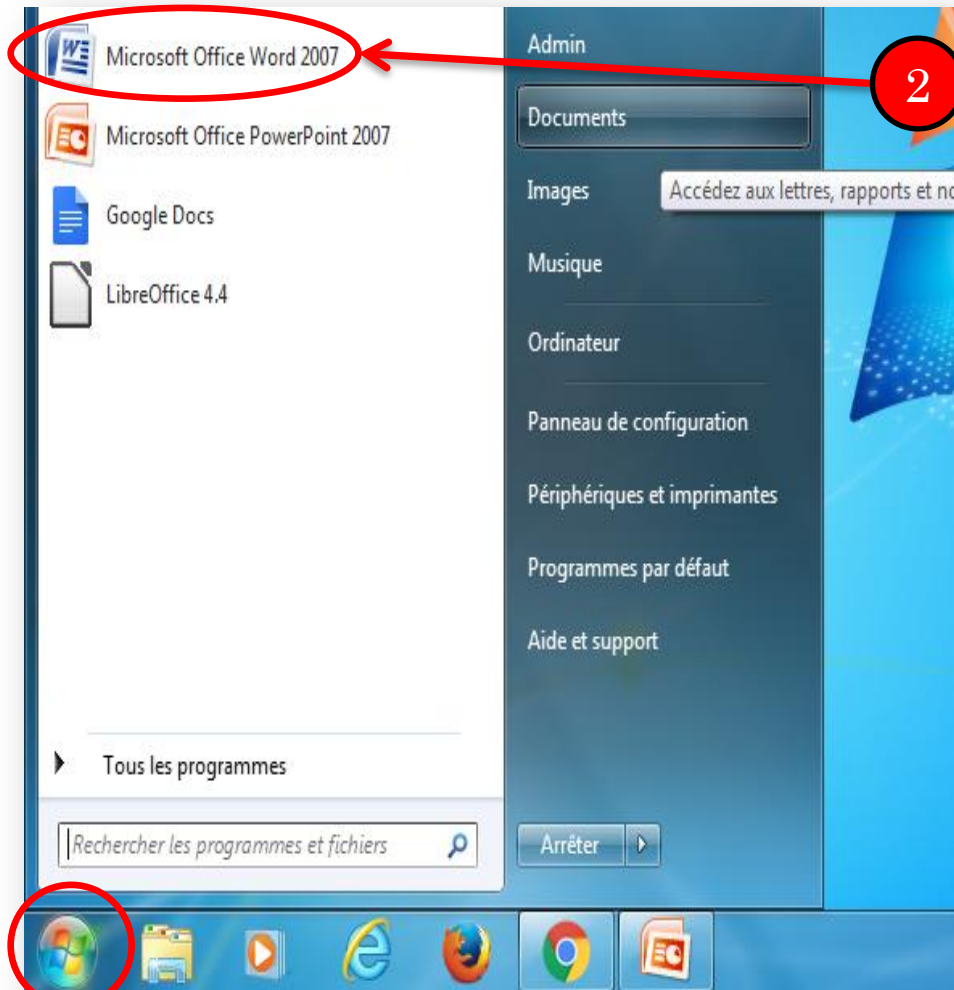 Microsoft Office Word 2007
Microsoft Office PowerPoint 2007
Google Docs
LibreOffice 4.4
Tous les programmes
Rechercher les programmes et fichiers
Admin
Documents
Images
Accédez aux lettres, rapports et no
Musique
Ordinateur
Panneau de configuration
Périphériques et imprimantes
Programmes par défaut
Aide et support
Arrêter
2